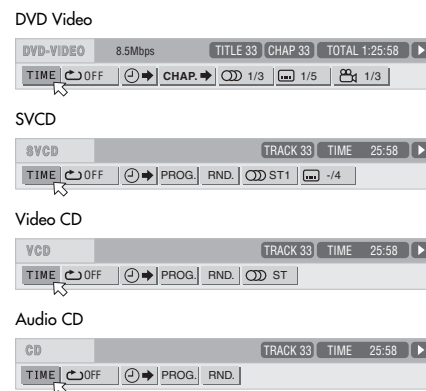 DVD Video
DVD-VIDEO 8.5Mbps TITLE 33 CHAP 33 TOTAL 1:25:58
TIME OFF CHAP. 1/3 1/5 1/3
SVCD
SVCD TRACK 33 TIME 25:58
TIME OFF PROG. RND. ST1 -/4
Video CD
VCD TRACK 33 TIME 25:58
TIME OFF PROG. RND. ST
Audio CD
CD TRACK 33 TIME 25:58
TIME OFF PROG. RND.